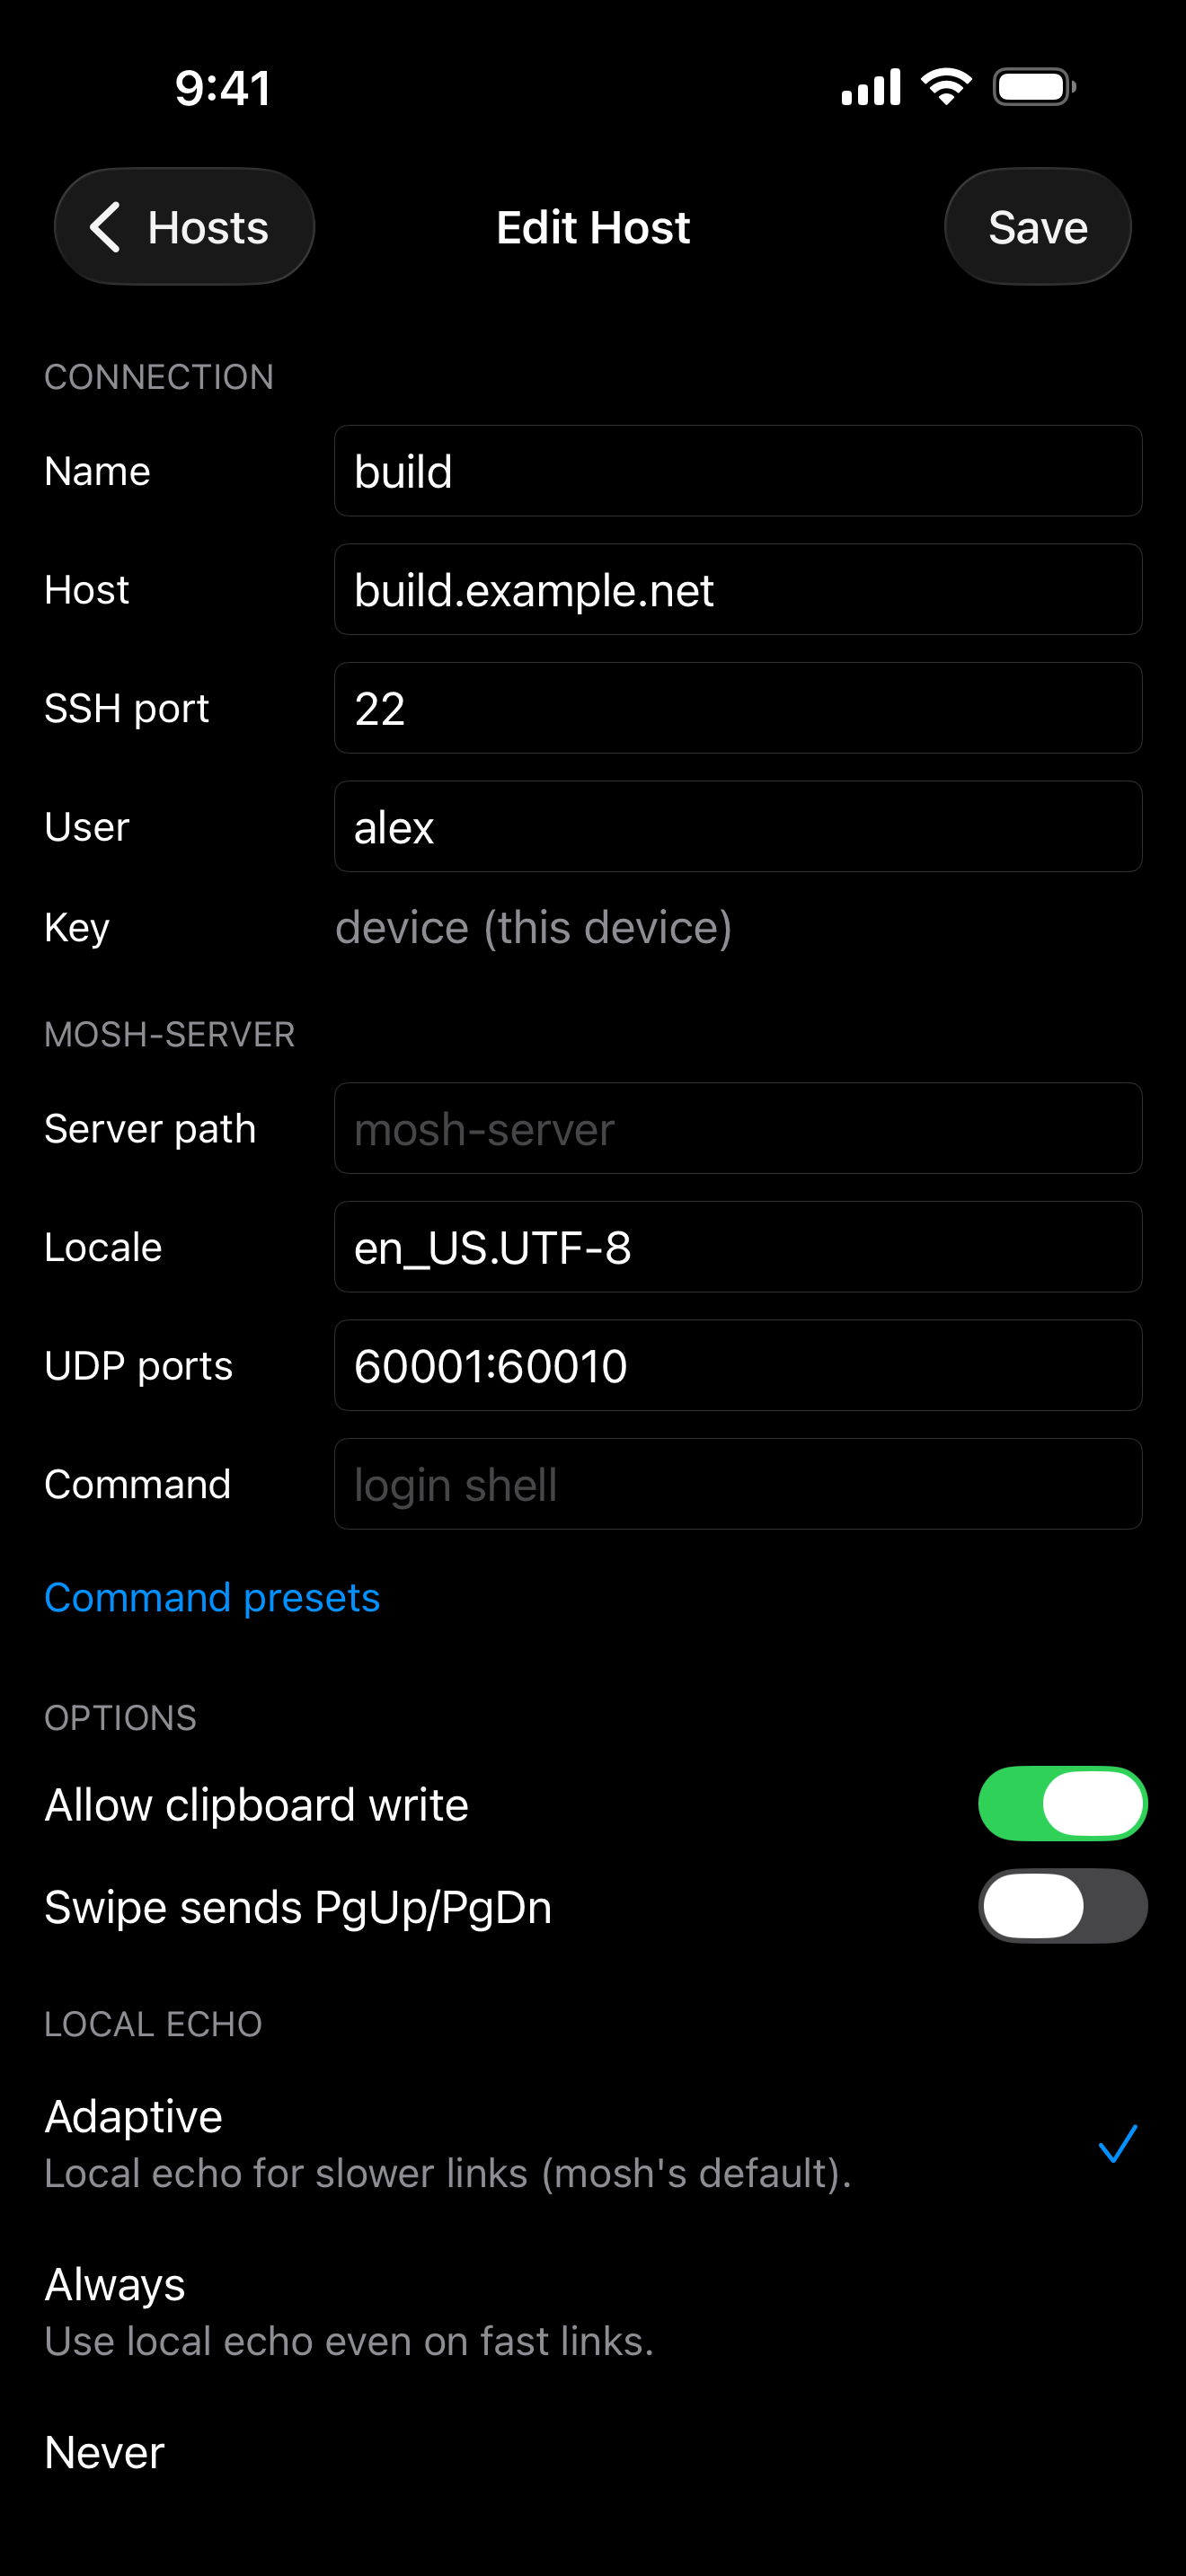 9:41
Hosts
Edit Host
Save
CONNECTION
Name
build
Host
build.example.net
SSH port
22
User
alex
Key
device (this device)
MOSH-SERVER
Server path
mosh-server
Locale
en_US.UTF-8
UDP ports
60001:60010
Command
login shell
Command presets
OPTIONS
Allow clipboard write
Swipe sends PgUp/PgDn
LOCAL ECHO
Adaptive
Local echo for slower links (mosh's default).
Always
Use local echo even on fast links.
Never